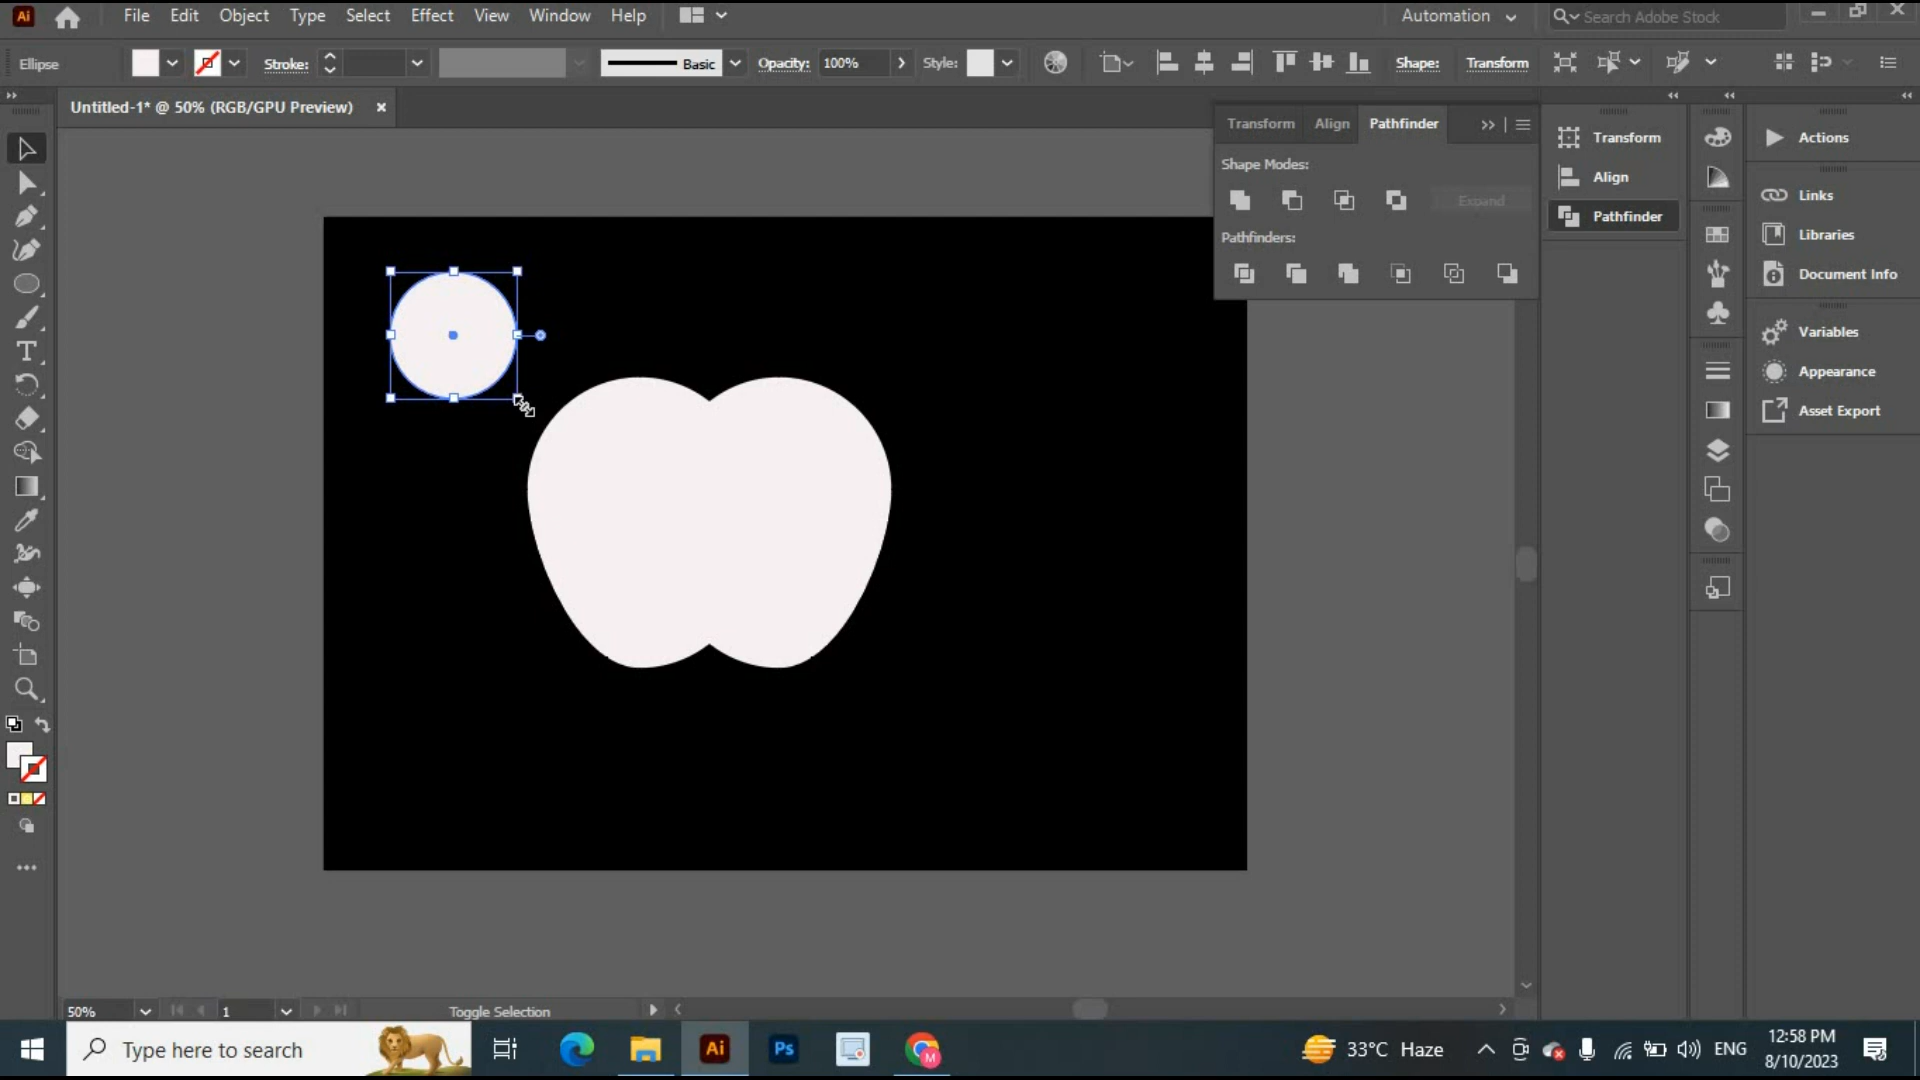 Ai File Edit Object Type Select Effect View Window Help Automation Search Adobe Stock
Ellipse Stroke: Basic Opacity: 100% Style: Shape: Transform
Untitled-1* @ 50% (RGB/GPU Preview)
Transform Align Pathfinder
Shape Modes:
Expand
Pathfinders:
Transform
Align
Pathfinder
Actions
Links
Libraries
Document Info
Variables
Appearance
Asset Export
T
50% 1 Toggle Selection
Type here to search Ai Ps M 33°C Haze ENG
12:58 PM
8/10/2023